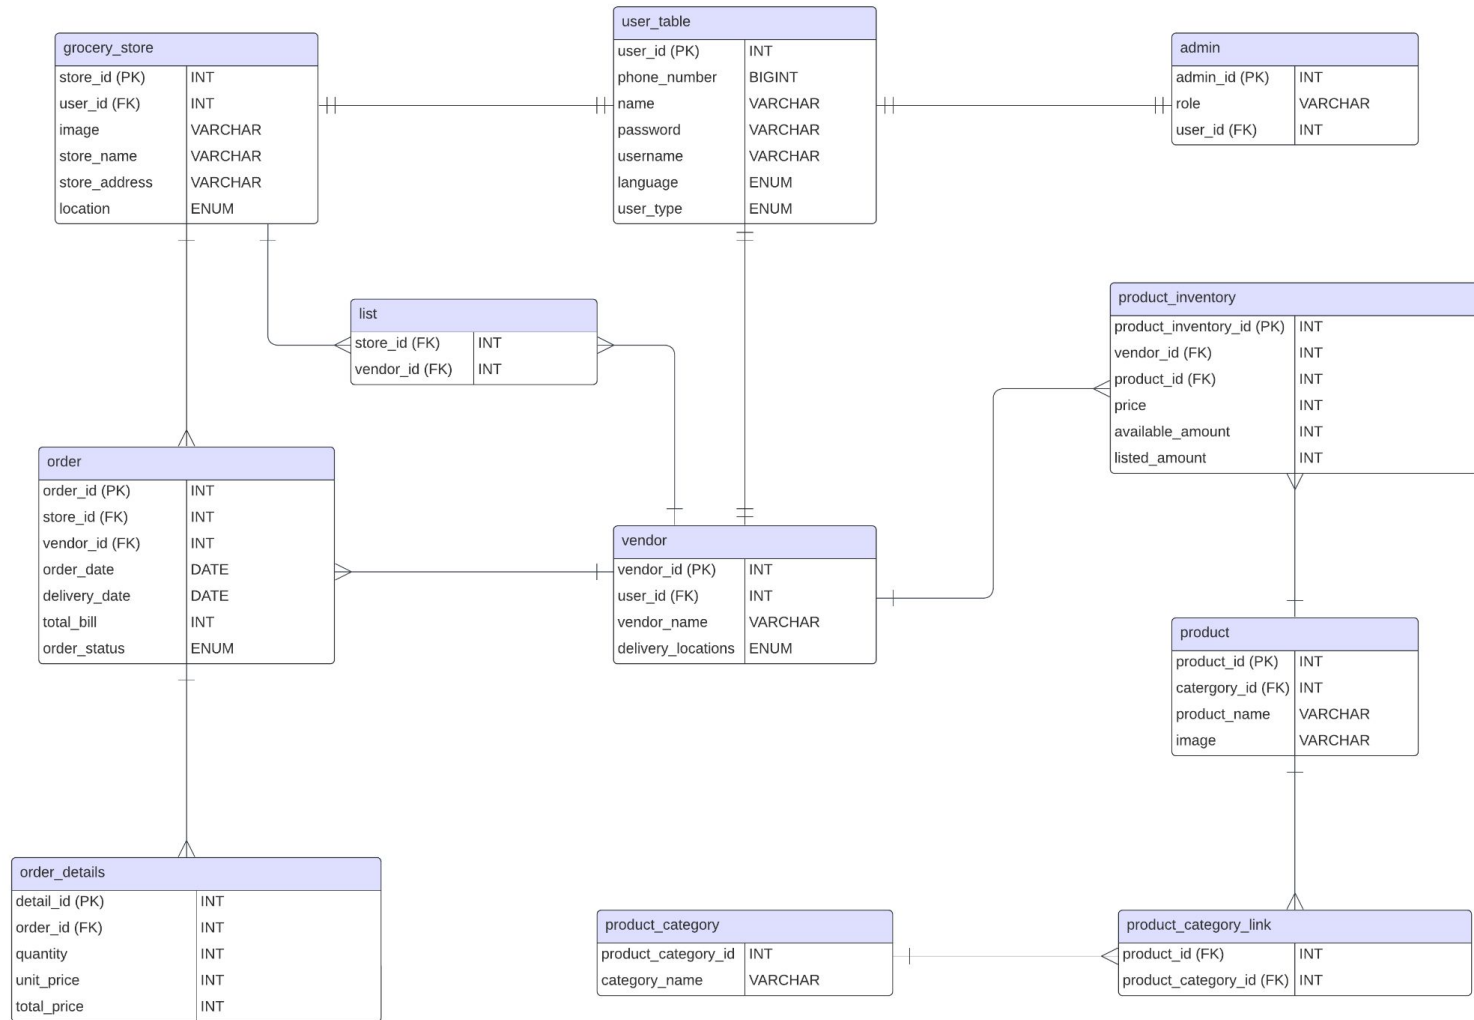 user_table
user_id (PK) INT
phone_number BIGINT
name VARCHAR
password VARCHAR
username VARCHAR
language ENUM
user_type ENUM
grocery_store
store_id (PK) INT
user_id (FK) INT
image VARCHAR
store_name VARCHAR
store_address VARCHAR
location ENUM
admin
admin_id (PK) INT
role VARCHAR
user_id (FK) INT
list
store_id (FK) INT
vendor_id (FK) INT
product_inventory
product_inventory_id (PK) INT
vendor_id (FK) INT
product_id (FK) INT
price INT
available_amount INT
listed_amount INT
order
order_id (PK) INT
store_id (FK) INT
vendor_id (FK) INT
order_date DATE
delivery_date DATE
total_bill INT
order_status ENUM
vendor
vendor_id (PK) INT
user_id (FK) INT
vendor_name VARCHAR
delivery_locations ENUM
product
product_id (PK) INT
catergory_id (FK) INT
product_name VARCHAR
image VARCHAR
order_details
detail_id (PK) INT
order_id (FK) INT
quantity INT
unit_price INT
total_price INT
product_category
product_category_id INT
category_name VARCHAR
product_category_link
product_id (FK) INT
product_category_id (FK) INT